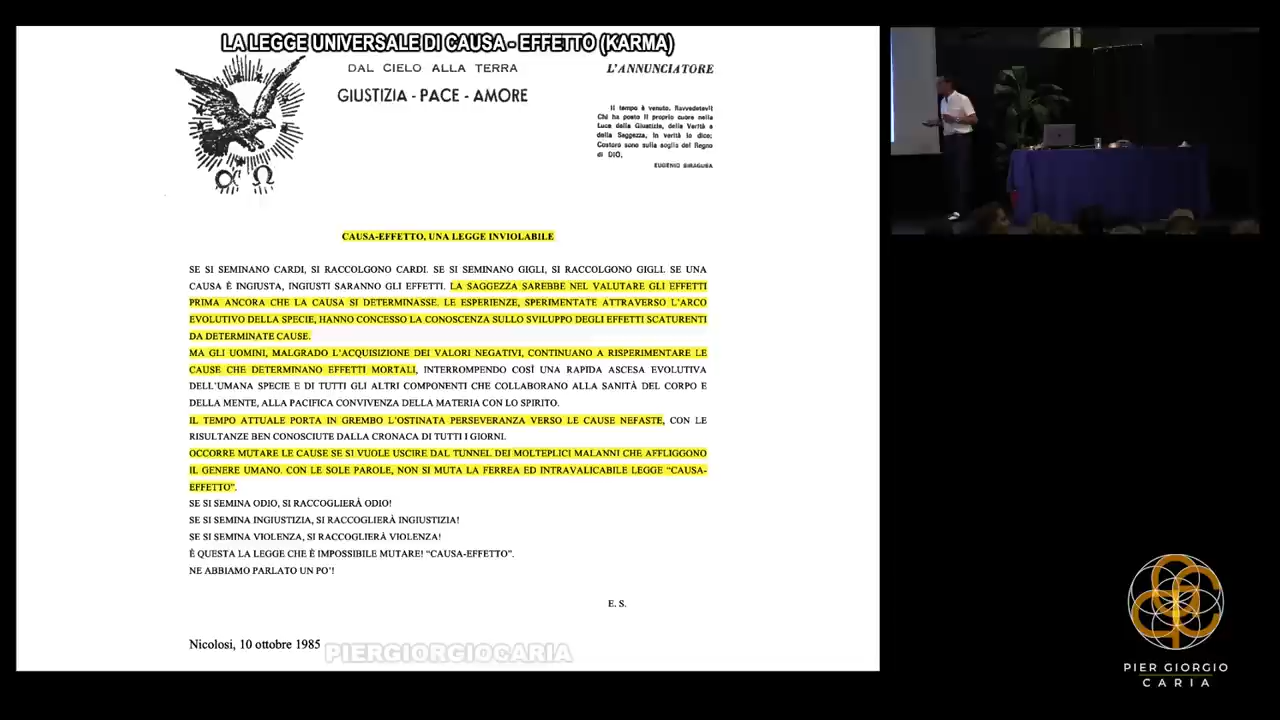 LA LEGGE UNIVERSALE DI CAUSA - EFFETTO (KARMA)
DAL CIELO ALLA TERRA
GIUSTIZIA - PACE - AMORE
L'ANNUNCIATORE
Il tempo è venuto. Ravvedetevi!
Chi ha posto il proprio cuore nella
Luce della Giustizia, della Verità e
della Saggezza, in verità io dico:
Costoro sono sulla soglia del Regno
di DIO.
EUGENIO SIRAGUSA
α Ω
CAUSA-EFFETTO, UNA LEGGE INVIOLABILE
SE SI SEMINANO CARDI, SI RACCOLGONO CARDI. SE SI SEMINANO GIGLI, SI RACCOLGONO GIGLI. SE UNA
CAUSA È INGIUSTA, INGIUSTI SARANNO GLI EFFETTI. LA SAGGEZZA SAREBBE NEL VALUTARE GLI EFFETTI
PRIMA ANCORA CHE LA CAUSA SI DETERMINASSE. LE ESPERIENZE, SPERIMENTATE ATTRAVERSO L'ARCO
EVOLUTIVO DELLA SPECIE, HANNO CONCESSO LA CONOSCENZA SULLO SVILUPPO DEGLI EFFETTI SCATURENTI
DA DETERMINATE CAUSE.
MA GLI UOMINI, MALGRADO L'ACQUISIZIONE DEI VALORI NEGATIVI, CONTINUANO A RISPERIMENTARE LE
CAUSE CHE DETERMINANO EFFETTI MORTALI, INTERROMPENDO COSÌ UNA RAPIDA ASCESA EVOLUTIVA
DELL'UMANA SPECIE E DI TUTTI GLI ALTRI COMPONENTI CHE COLLABORANO ALLA SANITÀ DEL CORPO E
DELLA MENTE, ALLA PACIFICA CONVIVENZA DELLA MATERIA CON LO SPIRITO.
IL TEMPO ATTUALE PORTA IN GREMBO L'OSTINATA PERSEVERANZA VERSO LE CAUSE NEFASTE, CON LE
RISULTANZE BEN CONOSCIUTE DALLA CRONACA DI TUTTI I GIORNI.
OCCORRE MUTARE LE CAUSE SE SI VUOLE USCIRE DAL TUNNEL DEI MOLTEPLICI MALANNI CHE AFFLIGGONO
IL GENERE UMANO. CON LE SOLE PAROLE, NON SI MUTA LA FERREA ED INTRAVALICABILE LEGGE “CAUSA-
EFFETTO”.
SE SI SEMINA ODIO, SI RACCOGLIERÀ ODIO!
SE SI SEMINA INGIUSTIZIA, SI RACCOGLIERÀ INGIUSTIZIA!
SE SI SEMINA VIOLENZA, SI RACCOGLIERÀ VIOLENZA!
È QUESTA LA LEGGE CHE È IMPOSSIBILE MUTARE! “CAUSA-EFFETTO”.
NE ABBIAMO PARLATO UN PO'!
E. S.
Nicolosi, 10 ottobre 1985
PIERGIORGIOCARIA
PIER GIORGIO
CARIA